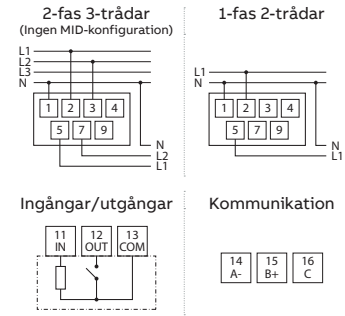 2-fas 3-trådar
(Ingen MID-konfiguration)
L1
L2
L3
N
1 2 3 4
5 7 9
N
L2
L1
1-fas 2-trådar
L1
N
1 2 3 4
5 7 9
N
L1
Ingångar/utgångar
11 12 13
IN OUT COM
Kommunikation
14 15 16
A- B+ C